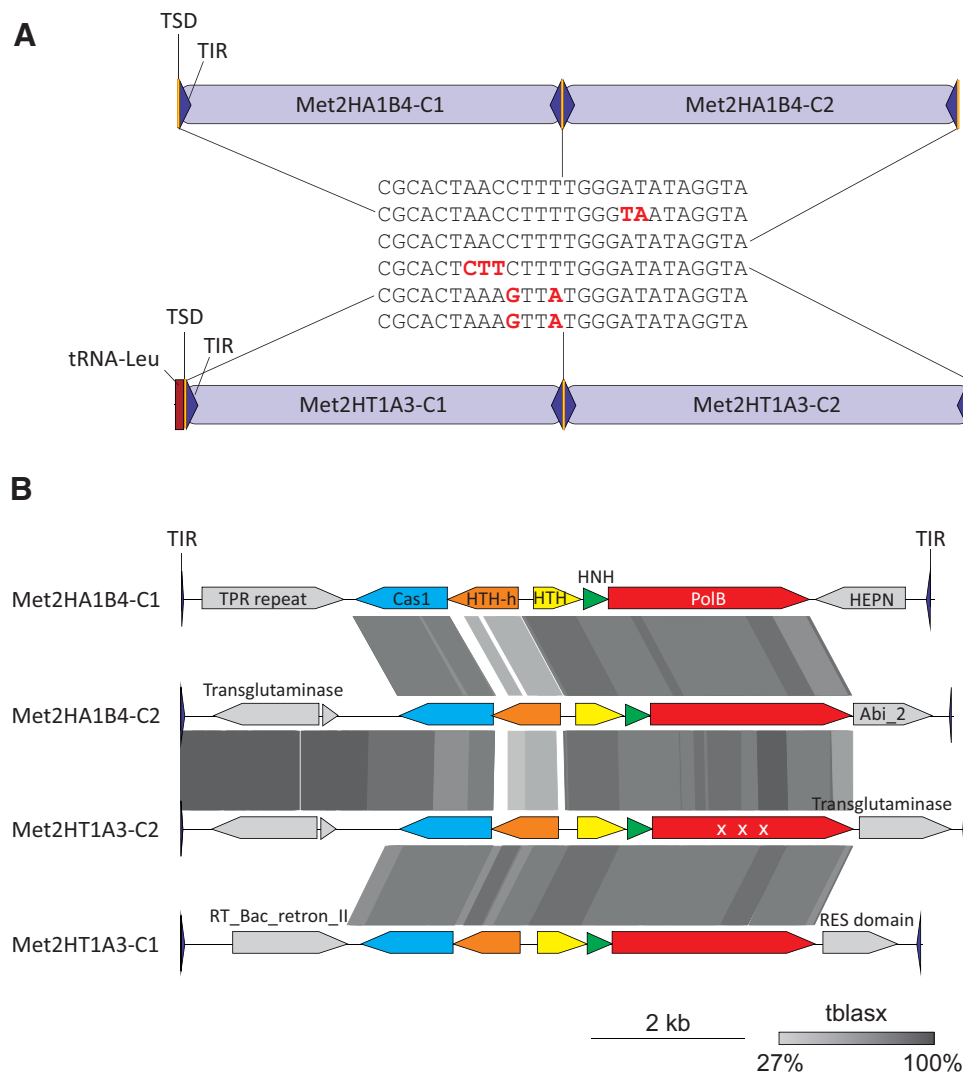 A
TSD
TIR
Met2HA1B4-C1 Met2HA1B4-C2
CGCACTAACCTTTTGGGATATAGGTA
CGCACTAACCTTTTGGGTAATAGGTA
CGCACTAACCTTTTGGGATATAGGTA
CGCACTCTTCTTTTGGGATATAGGTA
CGCACTAAAGTTATGGGATATAGGTA
CGCACTAAAGTTATGGGATATAGGTA
TSD
TIR
tRNA-Leu
Met2HT1A3-C1 Met2HT1A3-C2
B
TIR TIR
HNH
Met2HA1B4-C1 TPR repeat Cas1 HTH-h HTH PolB HEPN
Transglutaminase
Met2HA1B4-C2 Abi_2
Transglutaminase
Met2HT1A3-C2 x x x
RT_Bac_retron_II RES domain
Met2HT1A3-C1
2 kb tblasx
27% 100%